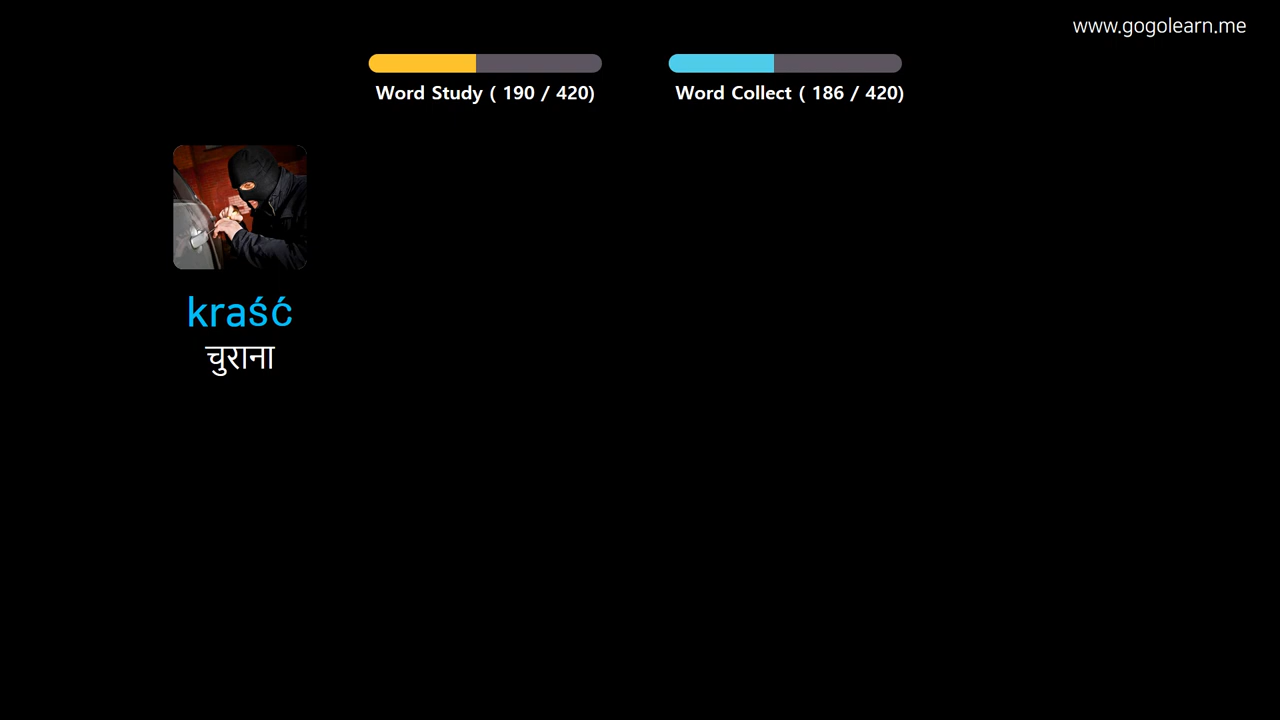 www.gogolearn.me
Word Study ( 190 / 420)
Word Collect ( 186 / 420)
kraść
चुराना